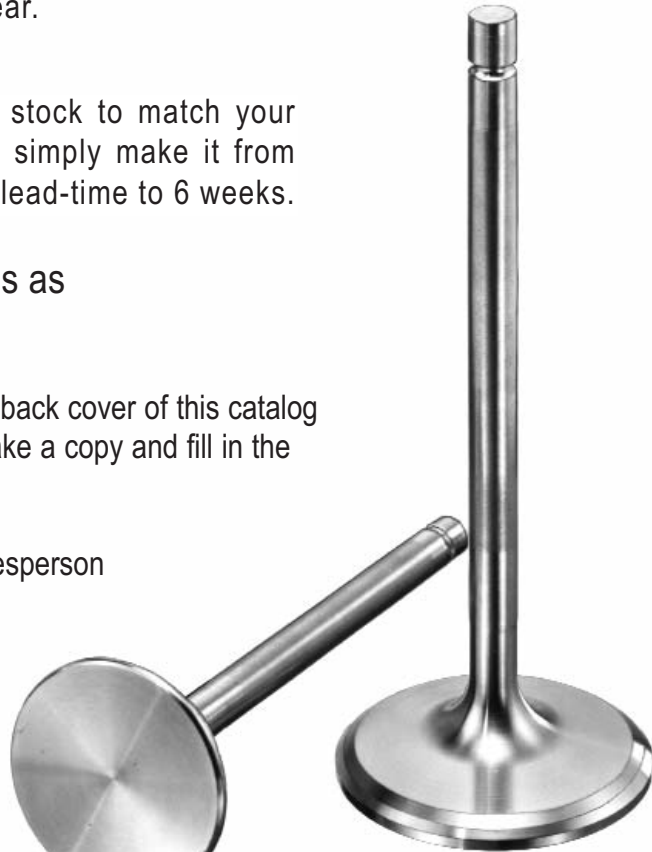 ear.
stock to match your
simply make it from
lead-time to 6 weeks.
s as
back cover of this catalog
ake a copy and fill in the
esperson